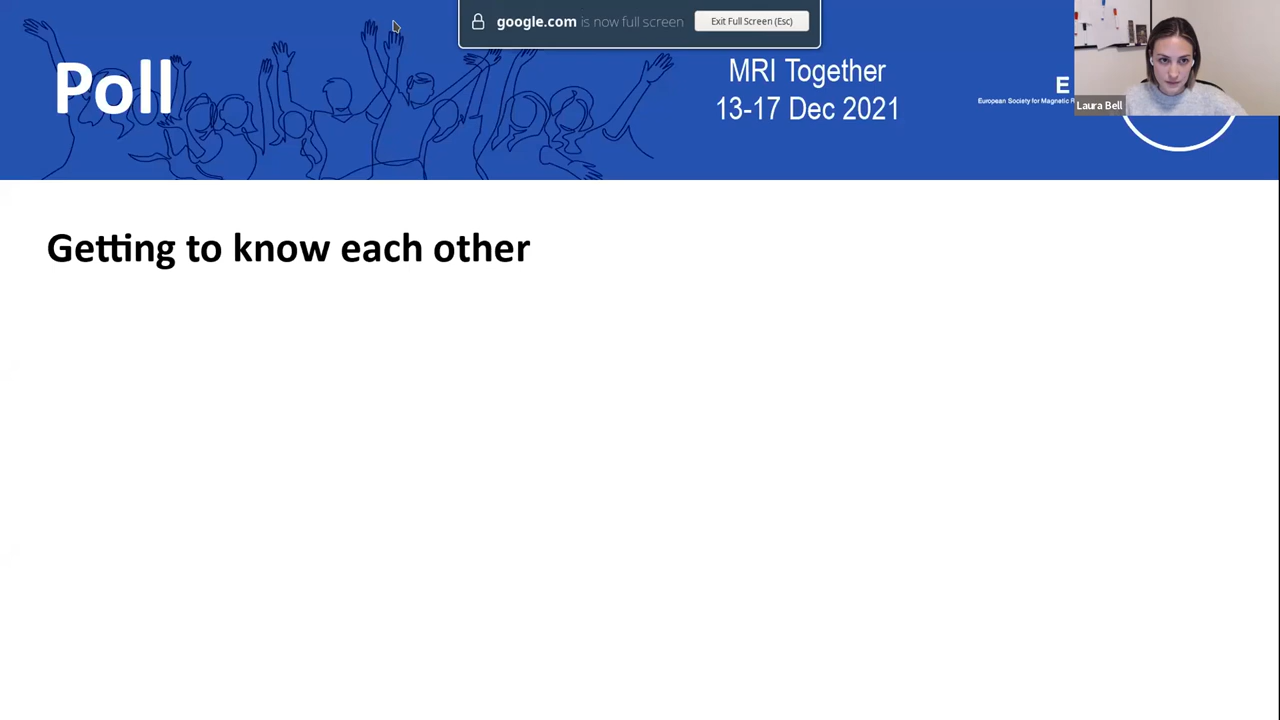 google.com is now full screen
Exit Full Screen (Esc)
Poll
MRI Together
13-17 Dec 2021
E
European Society for Magnetic R
Laura Bell
Getting to know each other